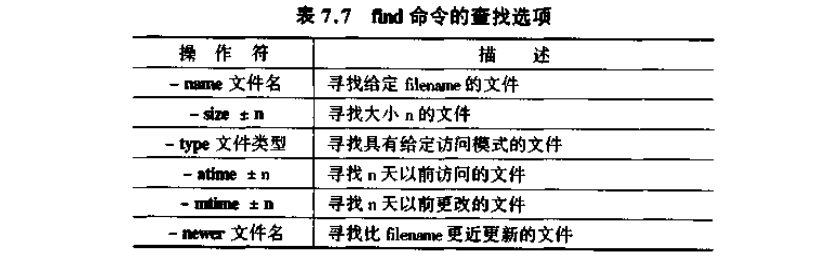 表 7.7 find 命令的查找选项
操 作 符 描 述
- name 文件名 寻找给定 filename 的文件
- size ± n 寻找大小 n 的文件
- type 文件类型 寻找具有给定访问模式的文件
- atime ± n 寻找 n 天以前访问的文件
- mtime ± n 寻找 n 天以前更改的文件
- newer 文件名 寻找比 filename 更近更新的文件